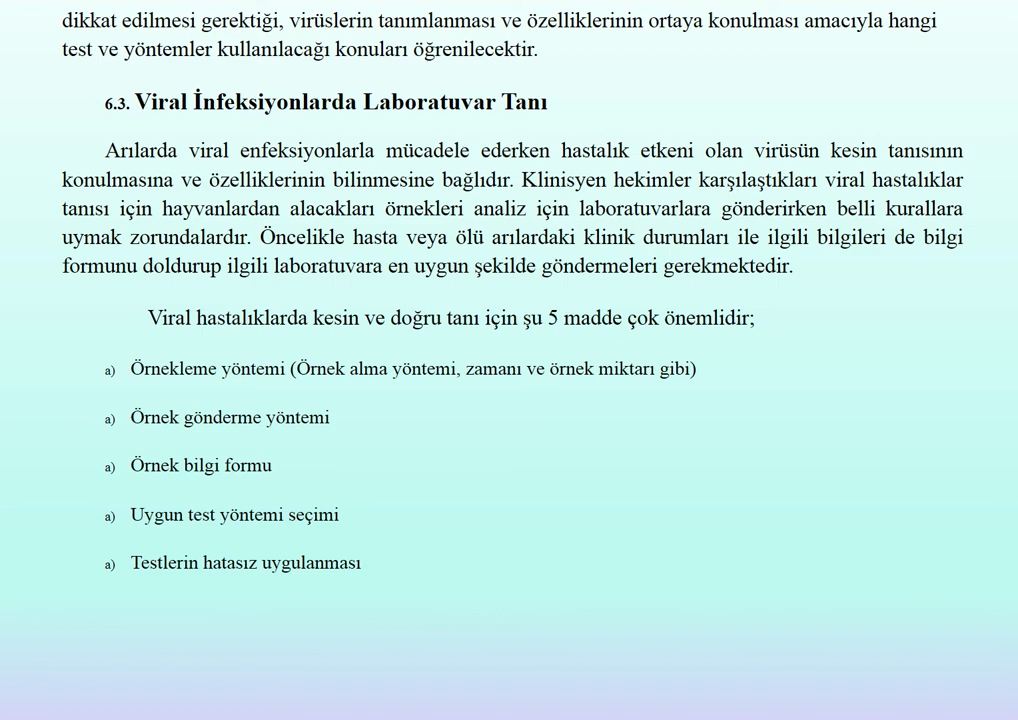 dikkat edilmesi gerektiği, virüslerin tanımlanması ve özelliklerinin ortaya konulması amacıyla hangi
test ve yöntemler kullanılacağı konuları öğrenilecektir.
6.3. Viral İnfeksiyonlarda Laboratuvar Tanı
Arılarda viral enfeksiyonlarla mücadele ederken hastalık etkeni olan virüsün kesin tanısının
konulmasına ve özelliklerinin bilinmesine bağlıdır. Klinisyen hekimler karşılaştıkları viral hastalıklar
tanısı için hayvanlardan alacakları örnekleri analiz için laboratuvarlara gönderirken belli kurallara
uymak zorundalardır. Öncelikle hasta veya ölü arılardaki klinik durumları ile ilgili bilgileri de bilgi
formunu doldurup ilgili laboratuvara en uygun şekilde göndermeleri gerekmektedir.
Viral hastalıklarda kesin ve doğru tanı için şu 5 madde çok önemlidir;
a) Örnekleme yöntemi (Örnek alma yöntemi, zamanı ve örnek miktarı gibi)
a) Örnek gönderme yöntemi
a) Örnek bilgi formu
a) Uygun test yöntemi seçimi
a) Testlerin hatasız uygulanması